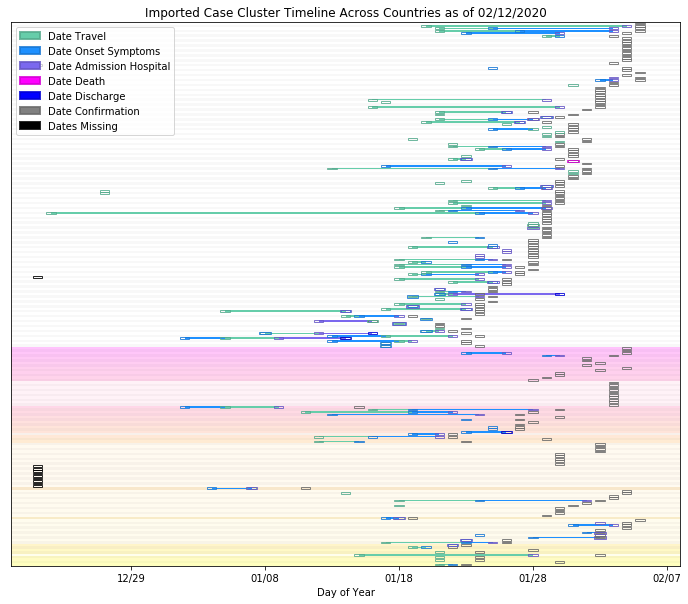 Imported Case Cluster Timeline Across Countries as of 02/12/2020
Date Travel
Date Onset Symptoms
Date Admission Hospital
Date Death
Date Discharge
Date Confirmation
Dates Missing
12/29
01/08
01/18
01/28
02/07
Day of Year